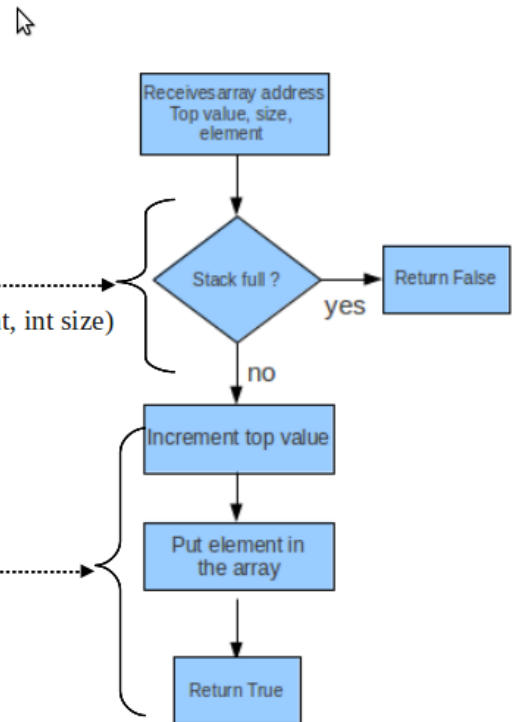 Receivesarray address
Top value, size,
element
Stack full ?
Return False
yes
t, int size)
no
Increment top value
Put element in
the array
Return True